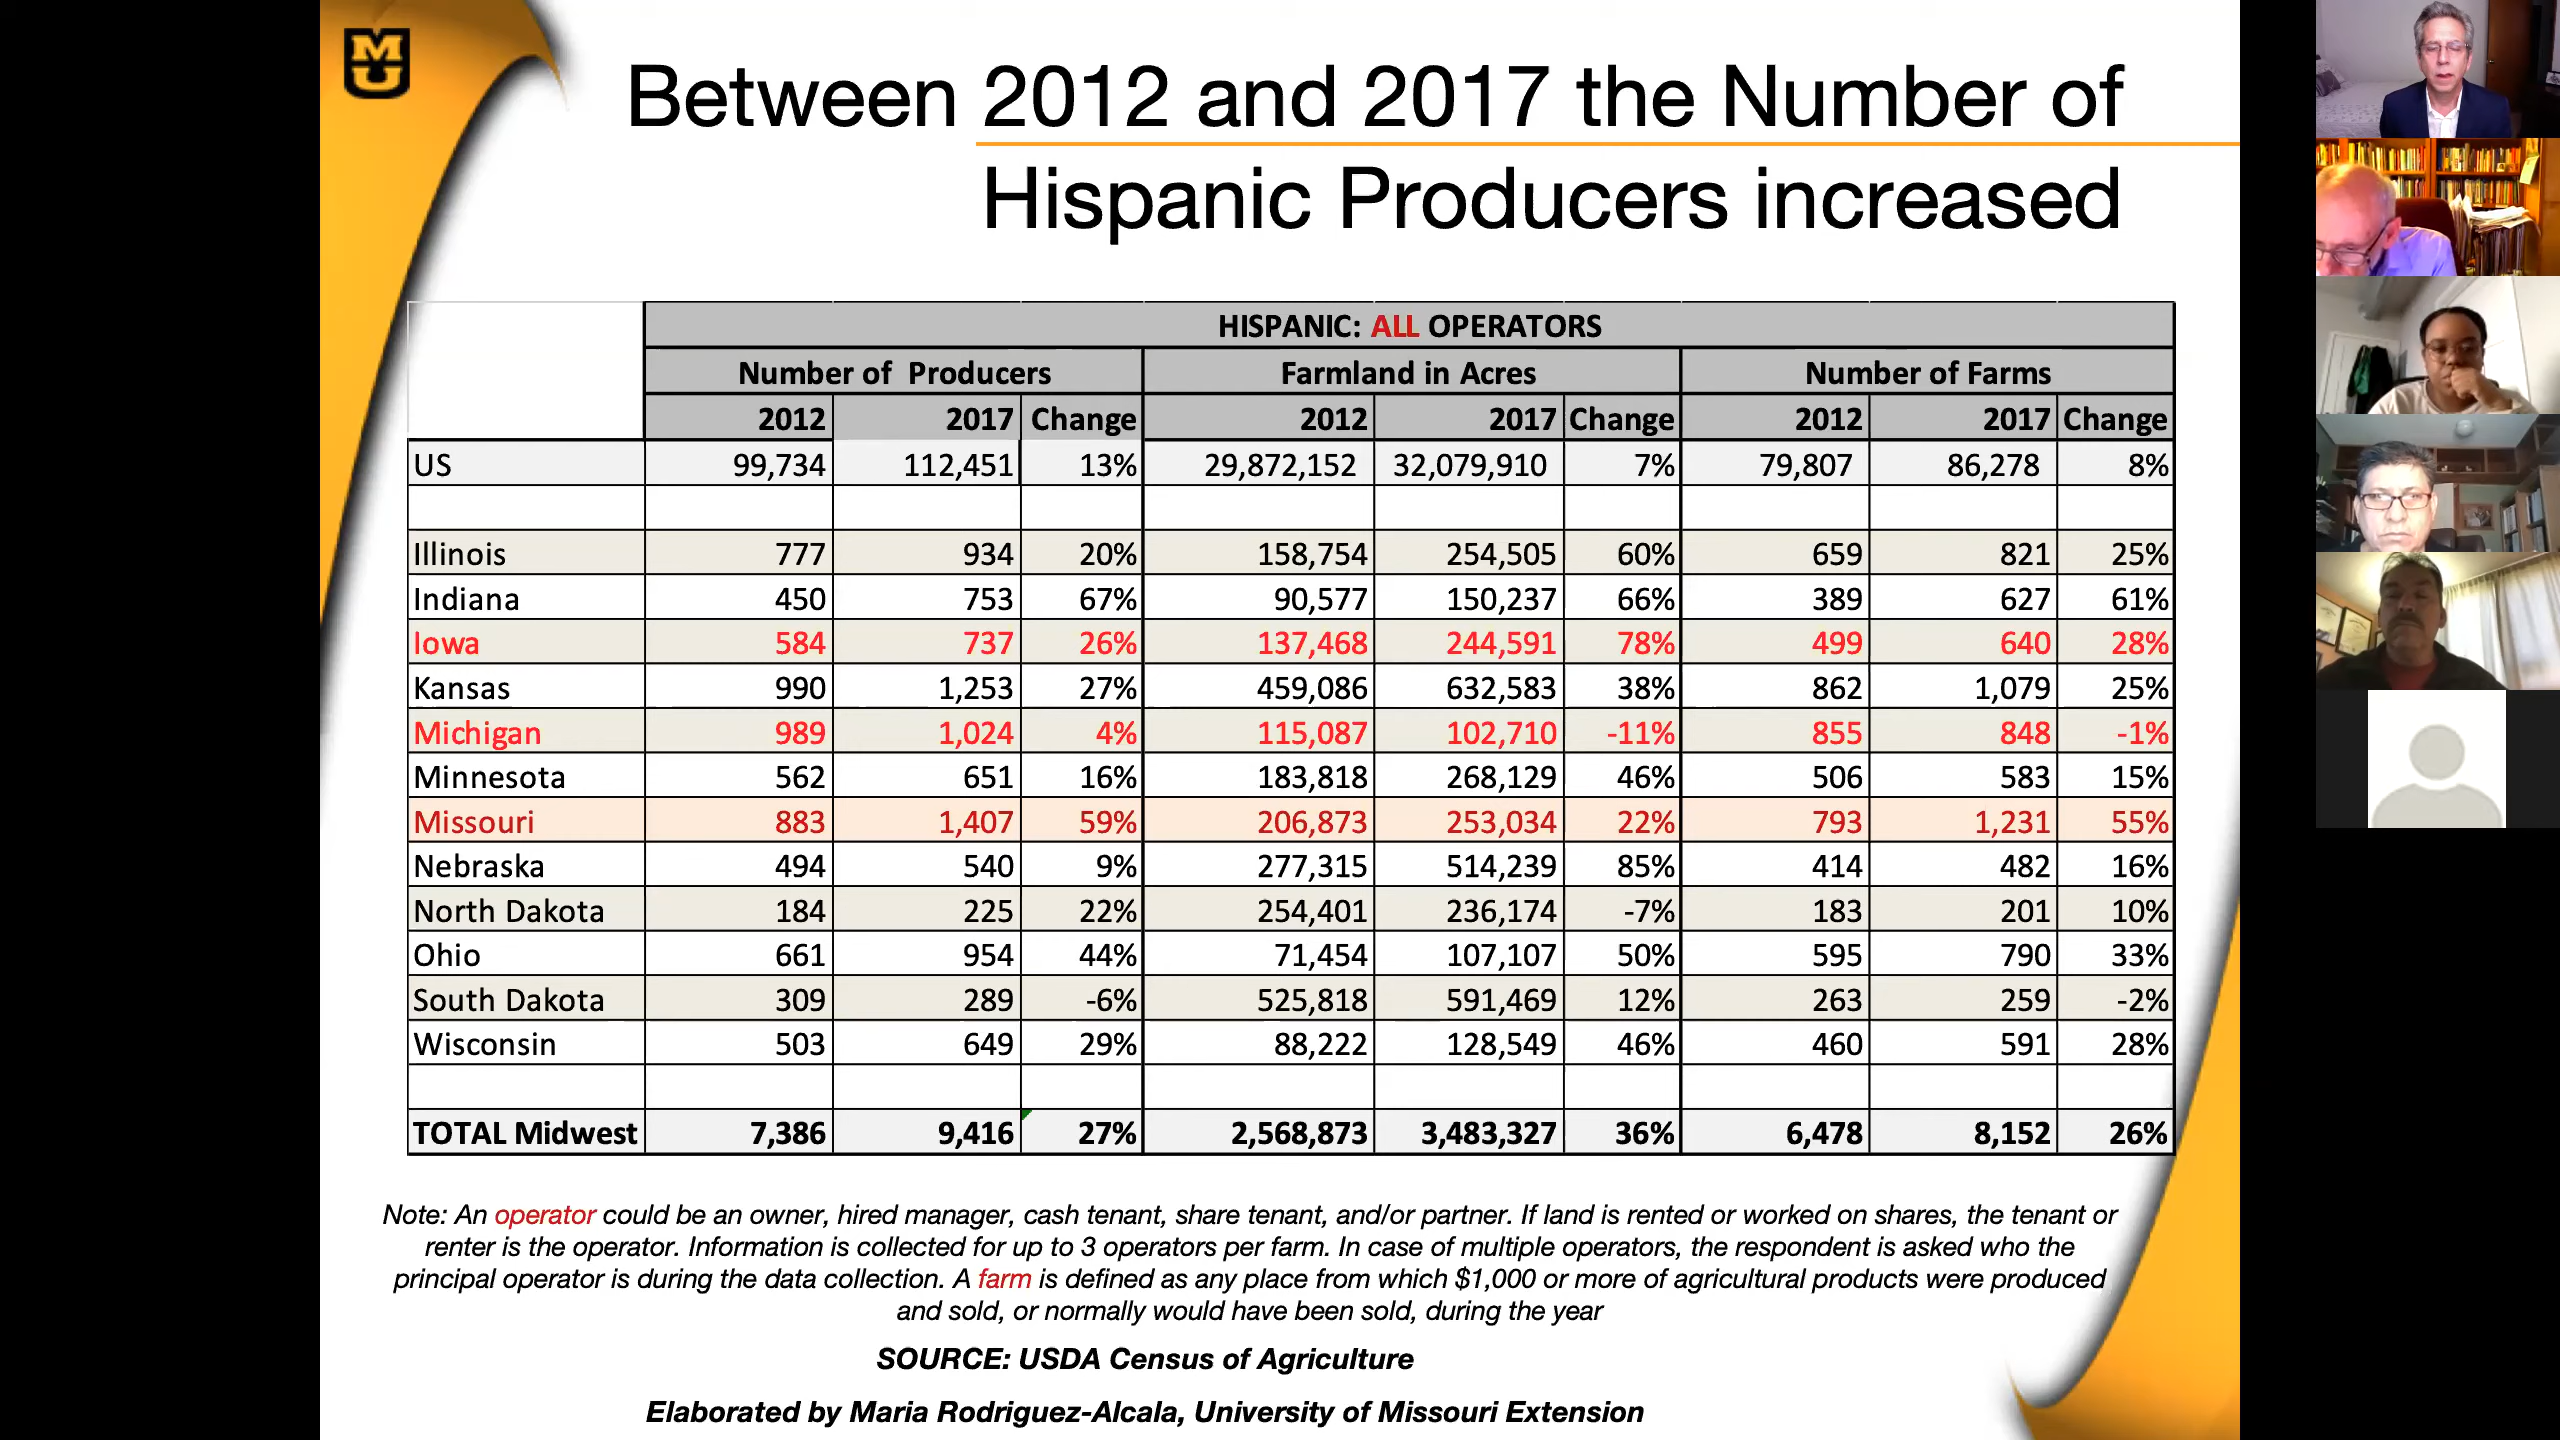 MU
Between 2012 and 2017 the Number of
Hispanic Producers increased
HISPANIC: ALL OPERATORS
Number of Producers Farmland in Acres Number of Farms
2012 2017 Change 2012 2017 Change 2012 2017 Change
US 99,734 112,451 13% 29,872,152 32,079,910 7% 79,807 86,278 8%
Illinois 777 934 20% 158,754 254,505 60% 659 821 25%
Indiana 450 753 67% 90,577 150,237 66% 389 627 61%
Iowa 584 737 26% 137,468 244,591 78% 499 640 28%
Kansas 990 1,253 27% 459,086 632,583 38% 862 1,079 25%
Michigan 989 1,024 4% 115,087 102,710 -11% 855 848 -1%
Minnesota 562 651 16% 183,818 268,129 46% 506 583 15%
Missouri 883 1,407 59% 206,873 253,034 22% 793 1,231 55%
Nebraska 494 540 9% 277,315 514,239 85% 414 482 16%
North Dakota 184 225 22% 254,401 236,174 -7% 183 201 10%
Ohio 661 954 44% 71,454 107,107 50% 595 790 33%
South Dakota 309 289 -6% 525,818 591,469 12% 263 259 -2%
Wisconsin 503 649 29% 88,222 128,549 46% 460 591 28%
TOTAL Midwest 7,386 9,416 27% 2,568,873 3,483,327 36% 6,478 8,152 26%
Note: An operator could be an owner, hired manager, cash tenant, share tenant, and/or partner. If land is rented or worked on shares, the tenant or
renter is the operator. Information is collected for up to 3 operators per farm. In case of multiple operators, the respondent is asked who the
principal operator is during the data collection. A farm is defined as any place from which $1,000 or more of agricultural products were produced
and sold, or normally would have been sold, during the year
SOURCE: USDA Census of Agriculture
Elaborated by Maria Rodriguez-Alcala, University of Missouri Extension